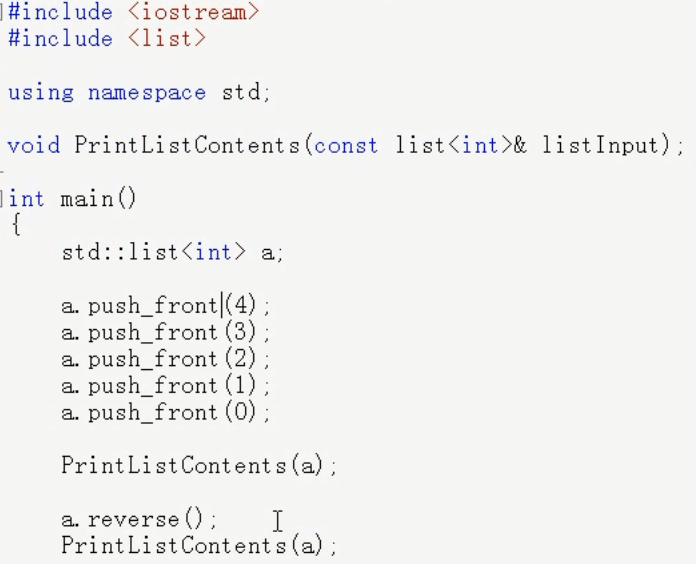 #include <iostream>
#include <list>
using namespace std;
void PrintListContents(const list<int>& listInput);
int main()
{
std::list<int> a;
a.push_front(4);
a.push_front(3);
a.push_front(2);
a.push_front(1);
a.push_front(0);
PrintListContents(a);
a.reverse();
PrintListContents(a);